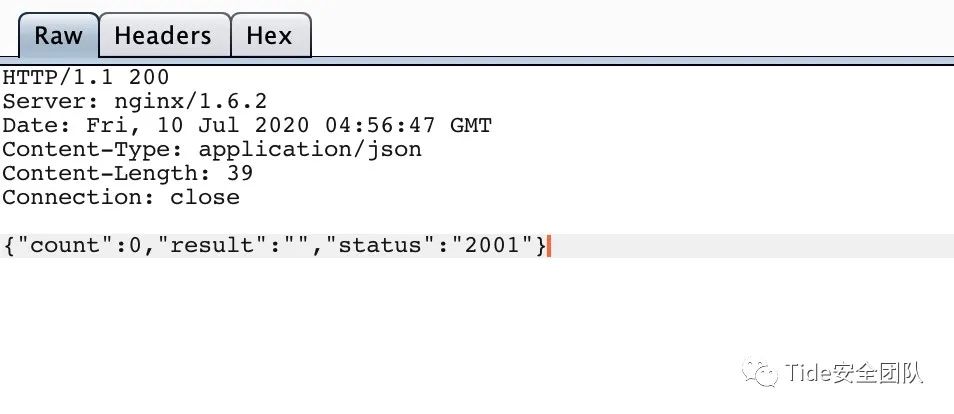 Raw Headers Hex
HTTP/1.1 200
Server: nginx/1.6.2
Date: Fri, 10 Jul 2020 04:56:47 GMT
Content-Type: application/json
Content-Length: 39
Connection: close
{"count":0,"result":"","status":"2001"}
Tide安全团队